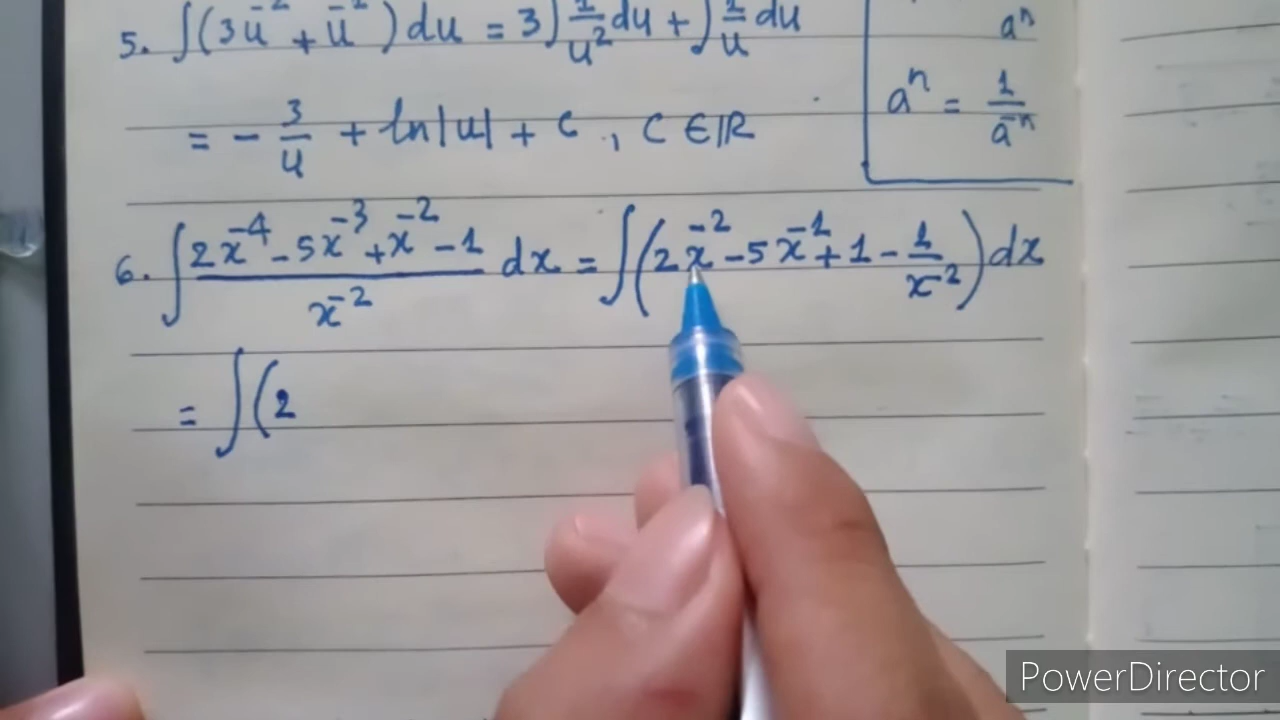 5. ∫(3u⁻² + u⁻¹) du = 3∫ 1/u² du + ∫ 1/u du
= - 3/u + ln|u| + C , C ∈ ℝ
aⁿ
aⁿ = 1/a⁻ⁿ
6. ∫ (2x⁻⁴ - 5x⁻³ + x⁻² - 1)/x⁻² dx = ∫(2x⁻² - 5x⁻¹ + 1 - 1/x⁻²) dx
= ∫(2
PowerDirector